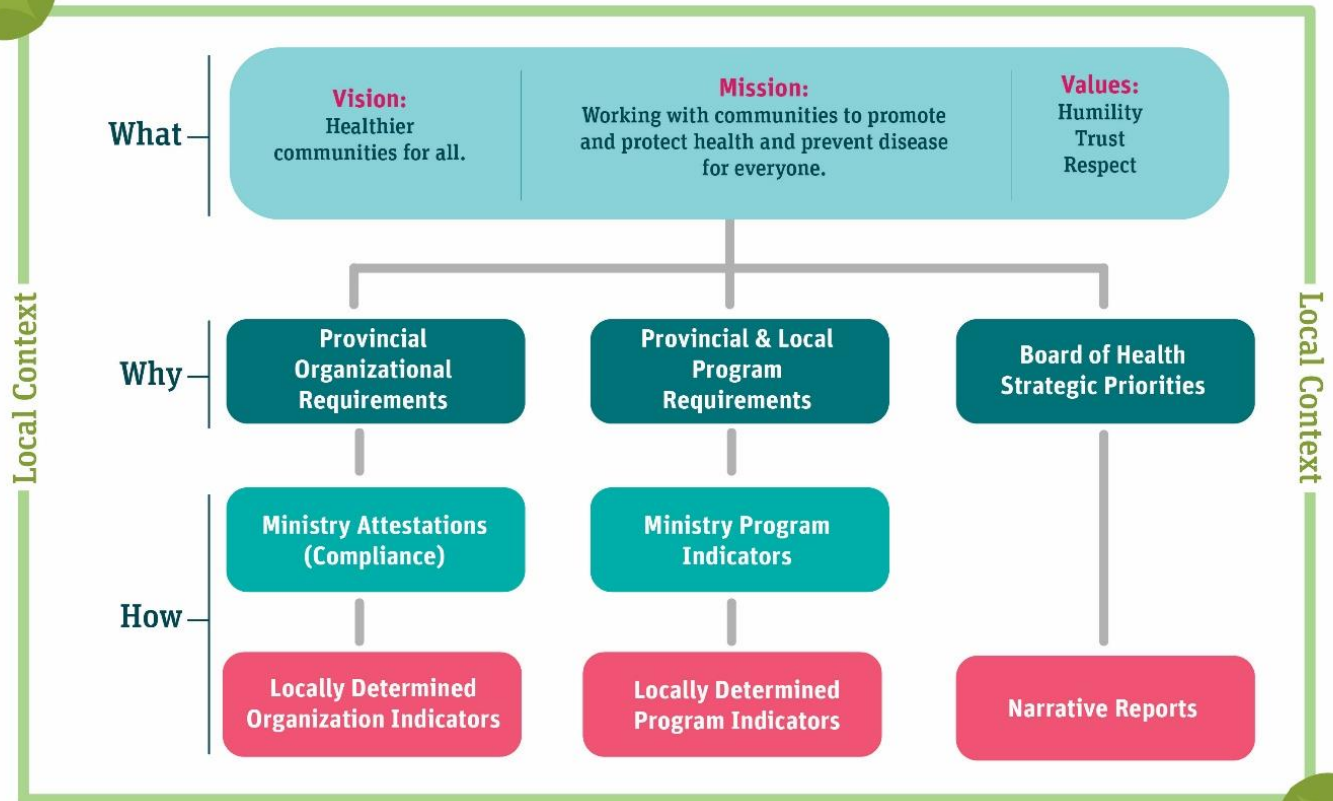 What
Vision:
Healthier
communities for all.
Mission:
Working with communities to promote
and protect health and prevent disease
for everyone.
Values:
Humility
Trust
Respect
Local Context
Local Context
Why
Provincial
Organizational
Requirements
Provincial & Local
Program
Requirements
Board of Health
Strategic Priorities
How
Ministry Attestations
(Compliance)
Ministry Program
Indicators
Locally Determined
Organization Indicators
Locally Determined
Program Indicators
Narrative Reports